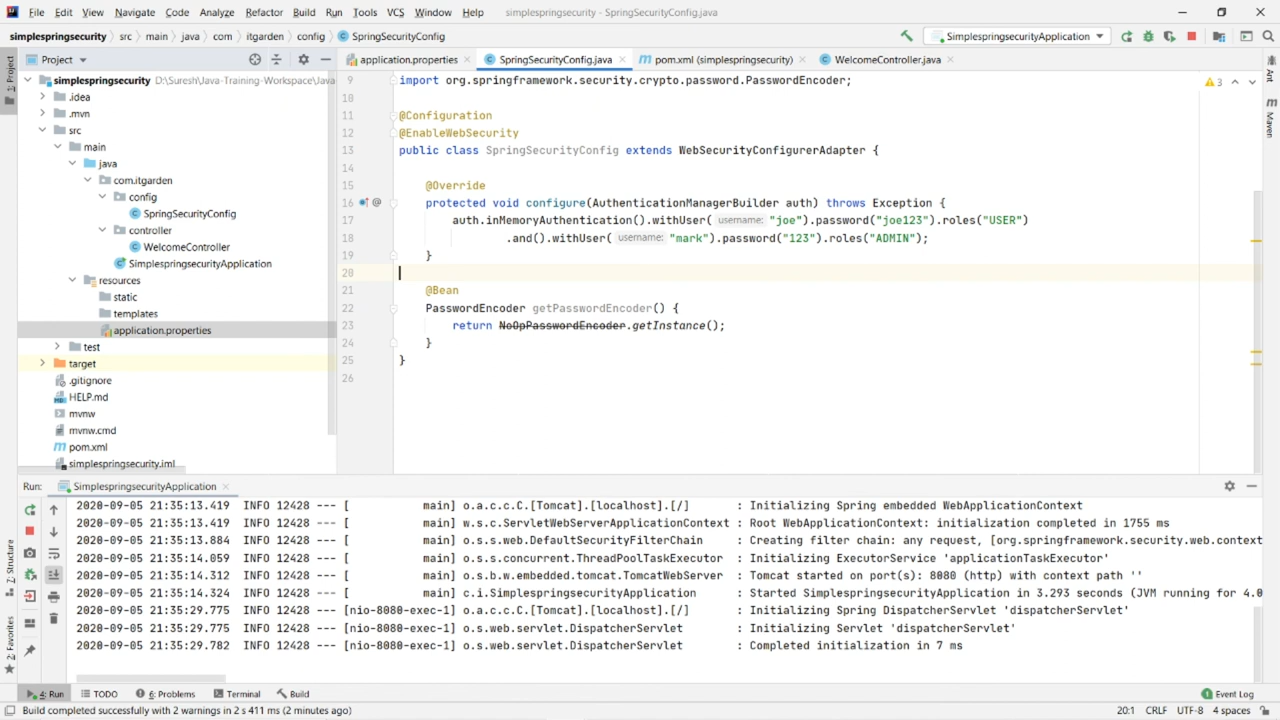 File Edit View Navigate Code Analyze Refactor Build Run Tools VCS Window Help simplespringsecurity - SpringSecurityConfig.java
simplespringsecurity src main java com itgarden config SpringSecurityConfig SimplespringsecurityApplication
Project application.properties SpringSecurityConfig.java pom.xml (simplespringsecurity) WelcomeController.java
1: Project
simplespringsecurity D:\Suresh\Java-Training-Workspace\Java
.idea
.mvn
src
main
java
com.itgarden
config
SpringSecurityConfig
controller
WelcomeController
SimplespringsecurityApplication
resources
static
templates
application.properties
test
target
.gitignore
HELP.md
mvnw
mvnw.cmd
pom.xml
simplespringsecurity.iml
9 import org.springframework.security.crypto.password.PasswordEncoder;
10
11 @Configuration
12 @EnableWebSecurity
13 public class SpringSecurityConfig extends WebSecurityConfigurerAdapter {
14
15 @Override
16 @ protected void configure(AuthenticationManagerBuilder auth) throws Exception {
17 auth.inMemoryAuthentication().withUser( username: "joe").password("joe123").roles("USER")
18 .and().withUser( username: "mark").password("123").roles("ADMIN");
19 }
20
21 @Bean
22 PasswordEncoder getPasswordEncoder() {
23 return NoOpPasswordEncoder.getInstance();
24 }
25 }
26
3
Ant
Maven
Run: SimplespringsecurityApplication
2020-09-05 21:35:13.419 INFO 12428 --- [ main] o.a.c.c.C.[Tomcat].[localhost].[/] : Initializing Spring embedded WebApplicationContext
2020-09-05 21:35:13.419 INFO 12428 --- [ main] w.s.c.ServletWebServerApplicationContext : Root WebApplicationContext: initialization completed in 1755 ms
2020-09-05 21:35:13.884 INFO 12428 --- [ main] o.s.s.web.DefaultSecurityFilterChain : Creating filter chain: any request, [org.springframework.security.web.context
2020-09-05 21:35:14.059 INFO 12428 --- [ main] o.s.s.concurrent.ThreadPoolTaskExecutor : Initializing ExecutorService 'applicationTaskExecutor'
2020-09-05 21:35:14.312 INFO 12428 --- [ main] o.s.b.w.embedded.tomcat.TomcatWebServer : Tomcat started on port(s): 8080 (http) with context path ''
2020-09-05 21:35:14.324 INFO 12428 --- [ main] c.i.SimplespringsecurityApplication : Started SimplespringsecurityApplication in 3.293 seconds (JVM running for 4.0
2020-09-05 21:35:29.775 INFO 12428 --- [nio-8080-exec-1] o.a.c.c.C.[Tomcat].[localhost].[/] : Initializing Spring DispatcherServlet 'dispatcherServlet'
2020-09-05 21:35:29.775 INFO 12428 --- [nio-8080-exec-1] o.s.web.servlet.DispatcherServlet : Initializing Servlet 'dispatcherServlet'
2020-09-05 21:35:29.782 INFO 12428 --- [nio-8080-exec-1] o.s.web.servlet.DispatcherServlet : Completed initialization in 7 ms
Z: Structure
2: Favorites
4: Run TODO 6: Problems Terminal Build 1 Event Log
Build completed successfully with 2 warnings in 2 s 411 ms (2 minutes ago) 20:1 CRLF UTF-8 4 spaces